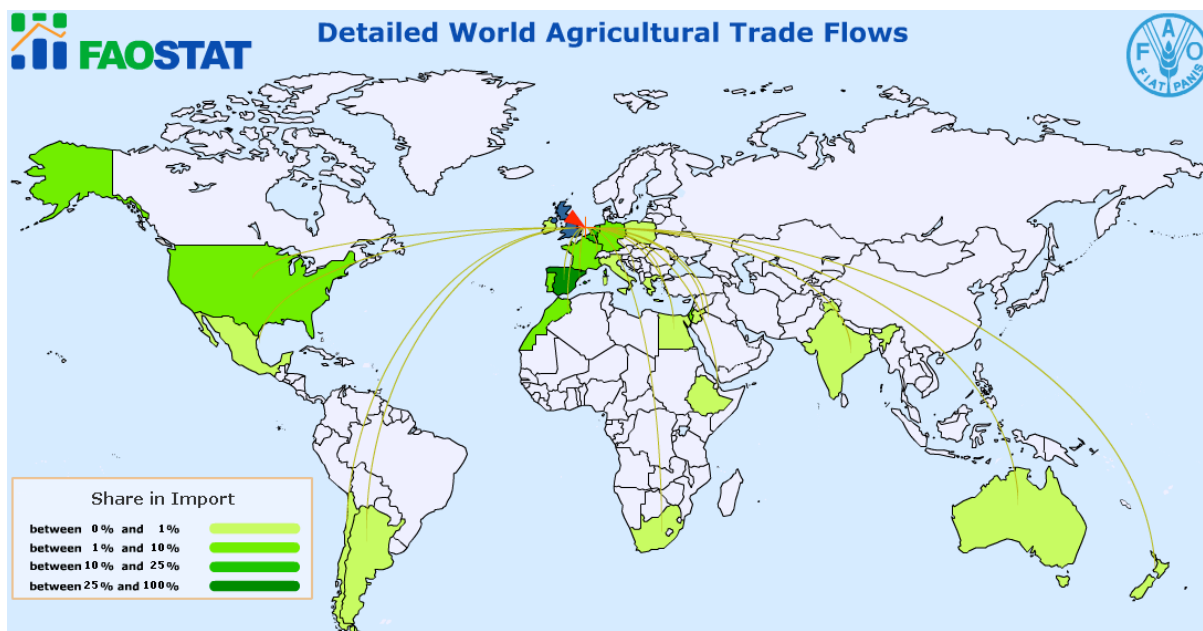 FAOSTAT
Detailed World Agricultural Trade Flows
F A O
FIAT PANIS
Share in Import
between 0% and 1%
between 1% and 10%
between 10% and 25%
between 25% and 100%